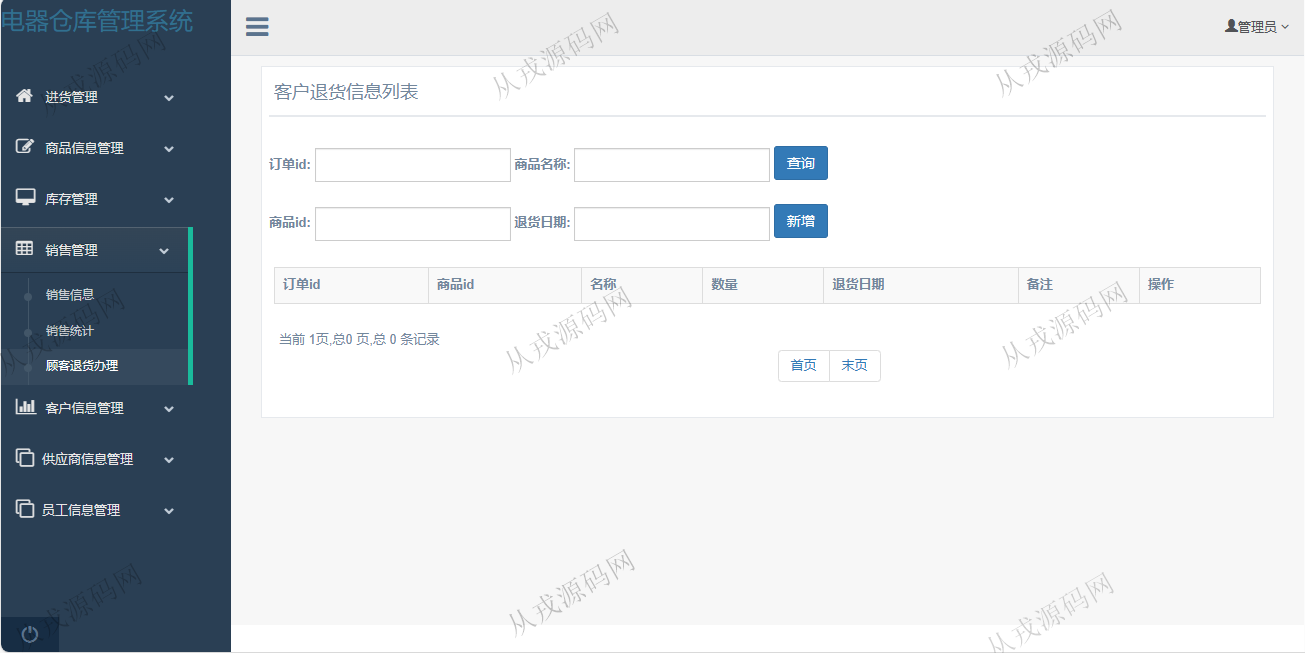 电器仓库管理系统
管理员
进货管理
商品信息管理
库存管理
销售管理
销售信息
销售统计
顾客退货办理
客户信息管理
供应商信息管理
员工信息管理
客户退货信息列表
订单id: 商品名称: 查询
商品id: 退货日期: 新增
订单id 商品id 名称 数量 退货日期 备注 操作
当前 1页,总0 页,总 0 条记录
首页 末页
从戎源码网
从戎源码网
从戎源码网
从戎源码网
从戎源码网
从戎源码网
从戎源码网
从戎源码网
从戎源码网